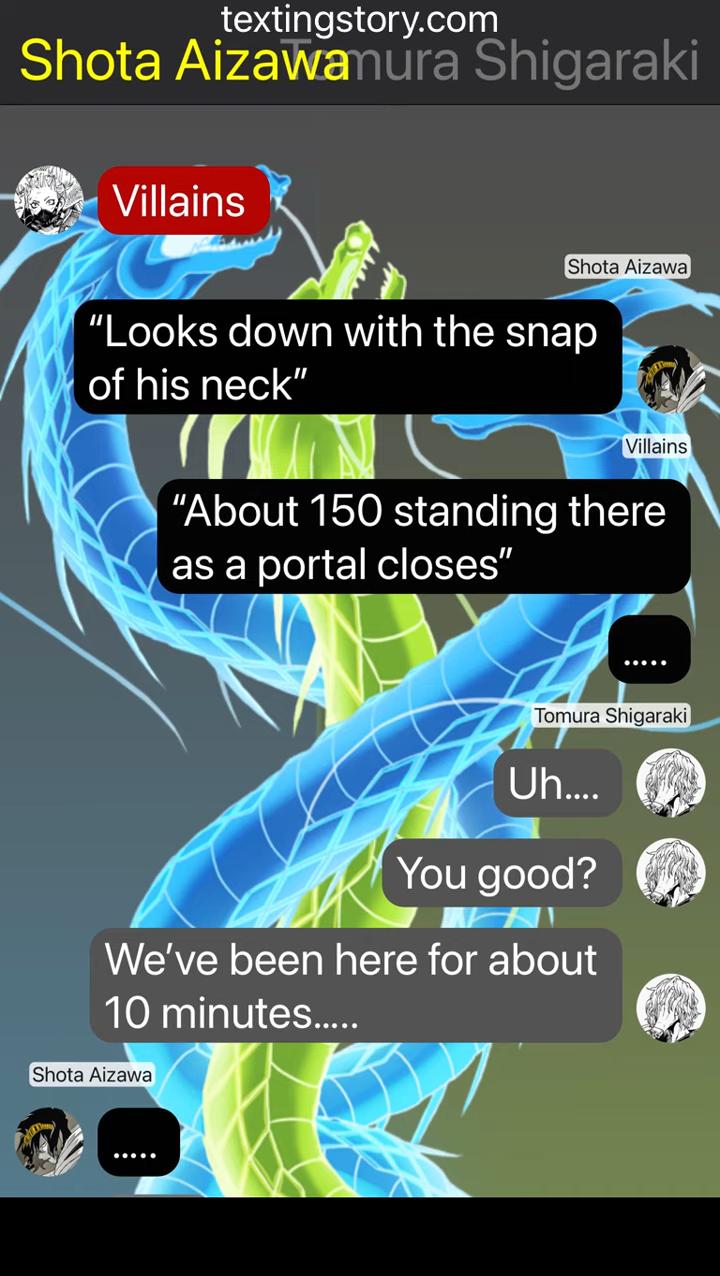 textingstory.com
Shota Aizawa Tomura Shigaraki
Villains
Shota Aizawa
“Looks down with the snap
of his neck”
Villains
“About 150 standing there
as a portal closes”
.....
Tomura Shigaraki
Uh....
You good?
We’ve been here for about
10 minutes.....
Shota Aizawa
.....